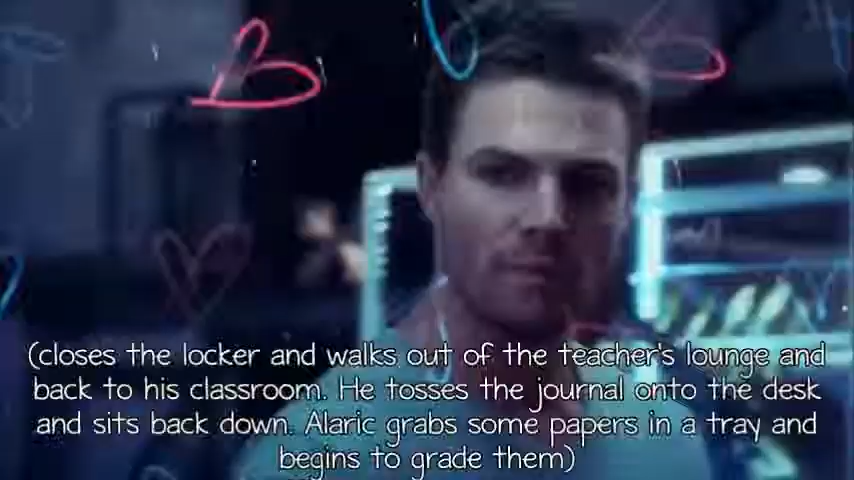 (closes the locker and walks out of the teacher's lounge and
back to his classroom. He tosses the journal onto the desk
and sits back down. Alaric grabs some papers in a tray and
begins to grade them)